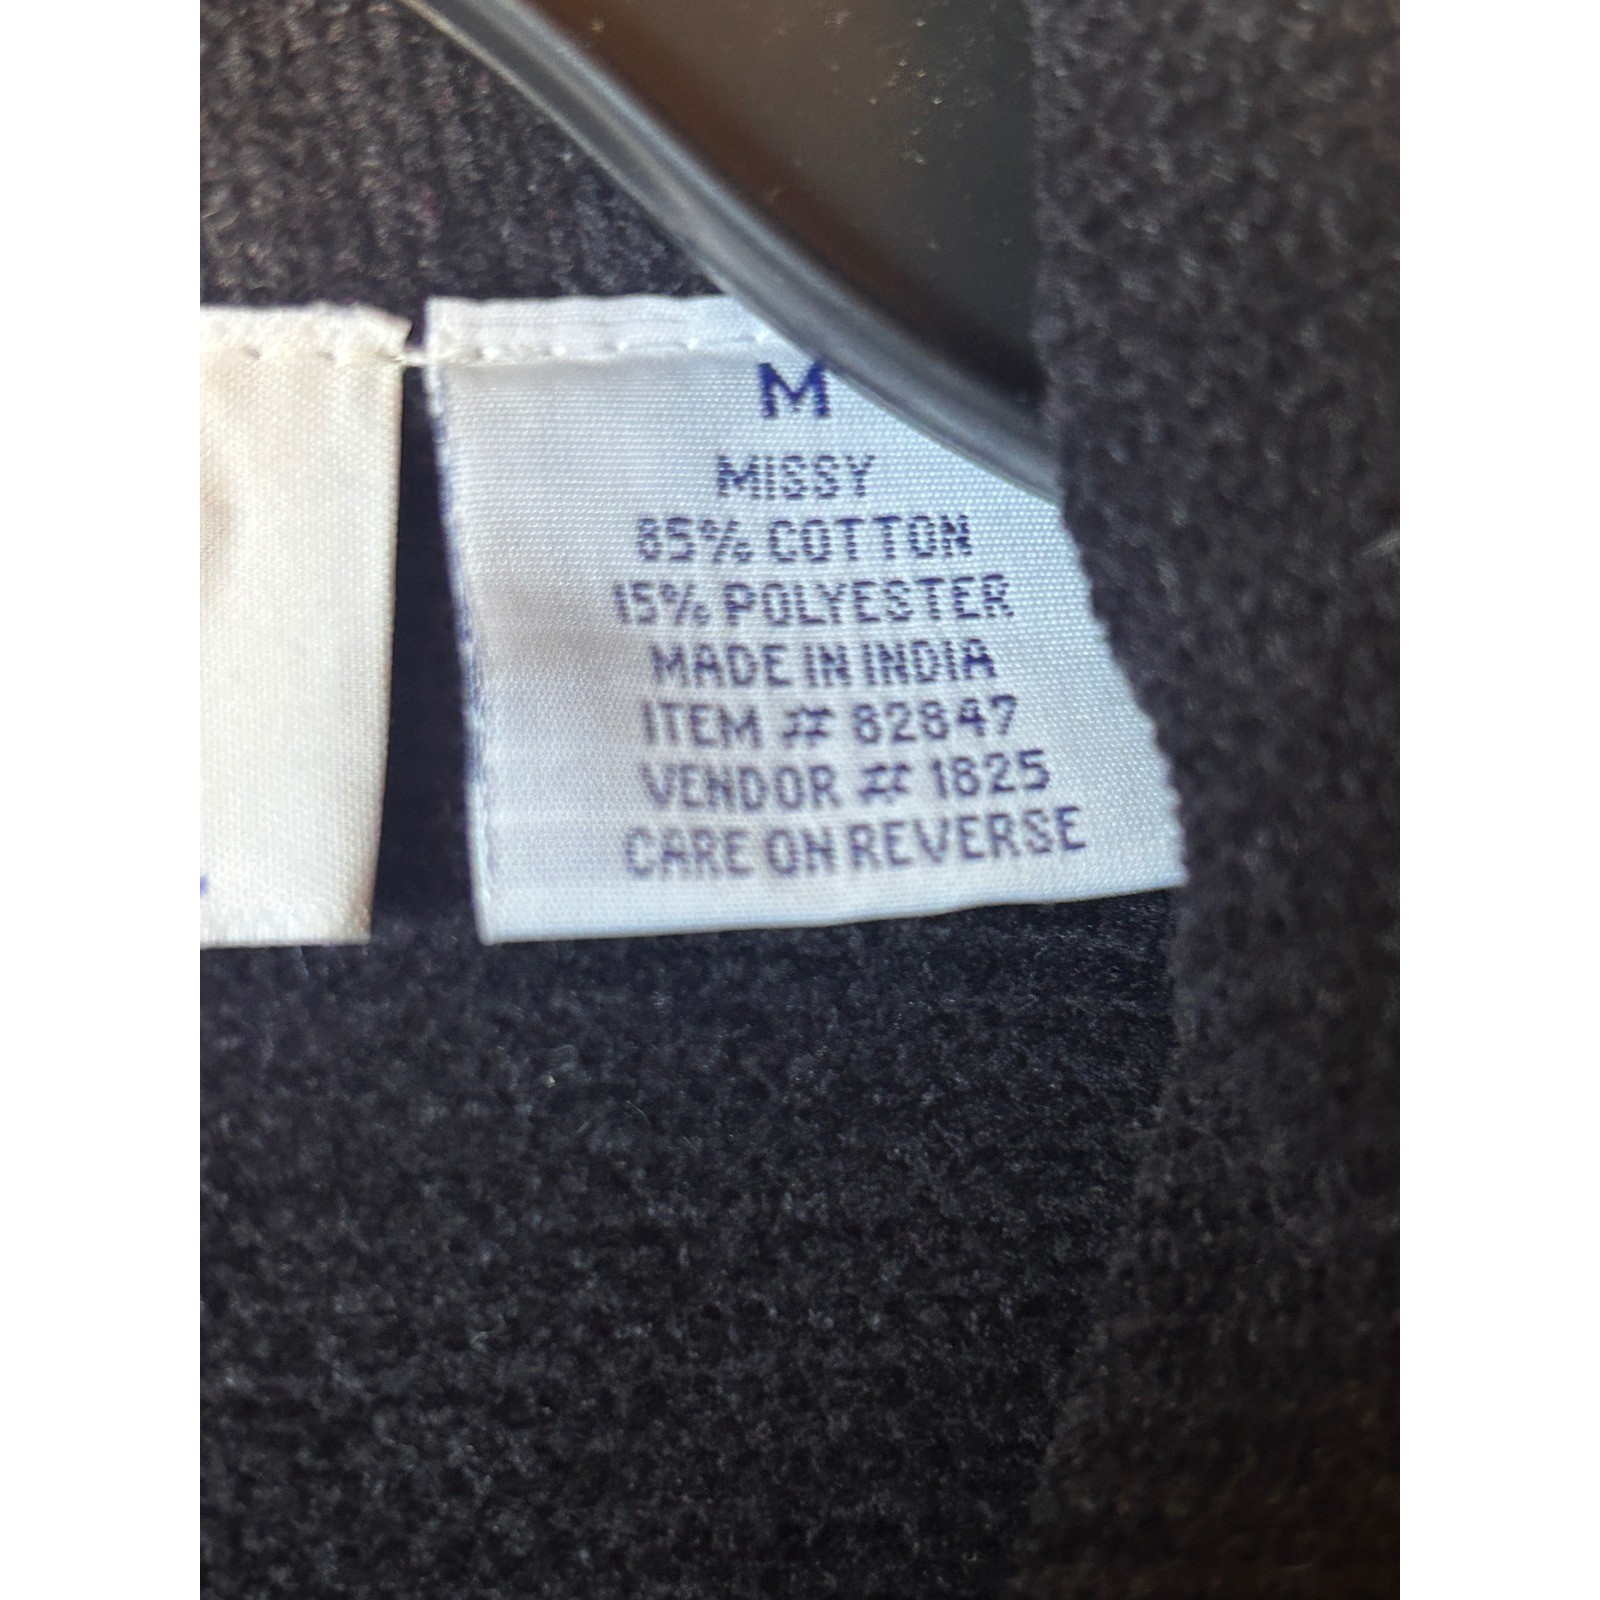 M
MISSY
85% COTTON
15% POLYESTER
MADE IN INDIA
ITEM # 82847
VENDOR # 1825
CARE ON REVERSE